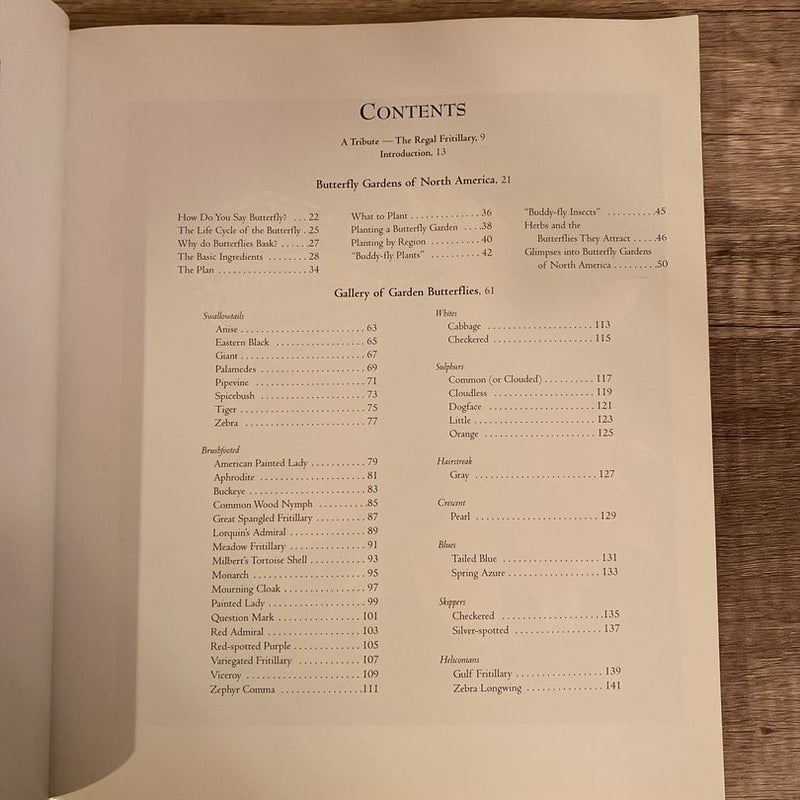 CONTENTS
A Tribute — The Regal Fritillary, 9
Introduction, 13
Butterfly Gardens of North America, 21
How Do You Say Butterfly? ... 22
The Life Cycle of the Butterfly . 25
Why do Butterflies Bask? ......27
The Basic Ingredients ........ 28
The Plan .................. 34
What to Plant .............. 36
Planting a Butterfly Garden ....38
Planting by Region .......... 40
"Buddy-fly Plants" .......... 42
"Buddy-fly Insects" ..........45
Herbs and the
Butterflies They Attract .....46
Glimpses into Butterfly Gardens
of North America .........50
Gallery of Garden Butterflies, 61
Swallowtails
Anise ........................ 63
Eastern Black ................. 65
Giant ........................ 67
Palamedes .................... 69
Pipevine ..................... 71
Spicebush .................... 73
Tiger ........................ 75
Zebra ....................... 77
Brushfooted
American Painted Lady .......... 79
Aphrodite .................... 81
Buckeye ...................... 83
Common Wood Nymph .........85
Great Spangled Fritillary ......... 87
Lorquin's Admiral .............. 89
Meadow Fritillary .............. 91
Milbert's Tortoise Shell .......... 93
Monarch ..................... 95
Mourning Cloak ............... 97
Painted Lady .................. 99
Question Mark ................ 101
Red Admiral .................. 103
Red-spotted Purple ............. 105
Variegated Fritillary ............ 107
Viceroy ...................... 109
Zephyr Comma ................111
Whites
Cabbage ..................... 113
Checkered .................... 115
Sulphurs
Common (or Clouded) .......... 117
Cloudless ..................... 119
Dogface ...................... 121
Little ........................ 123
Orange ...................... 125
Hairstreak
Gray ........................ 127
Crescent
Pearl ........................ 129
Blues
Tailed Blue ................... 131
Spring Azure .................. 133
Skippers
Checkered ....................135
Silver-spotted ................. 137
Heliconians
Gulf Fritillary ................. 139
Zebra Longwing ............... 141